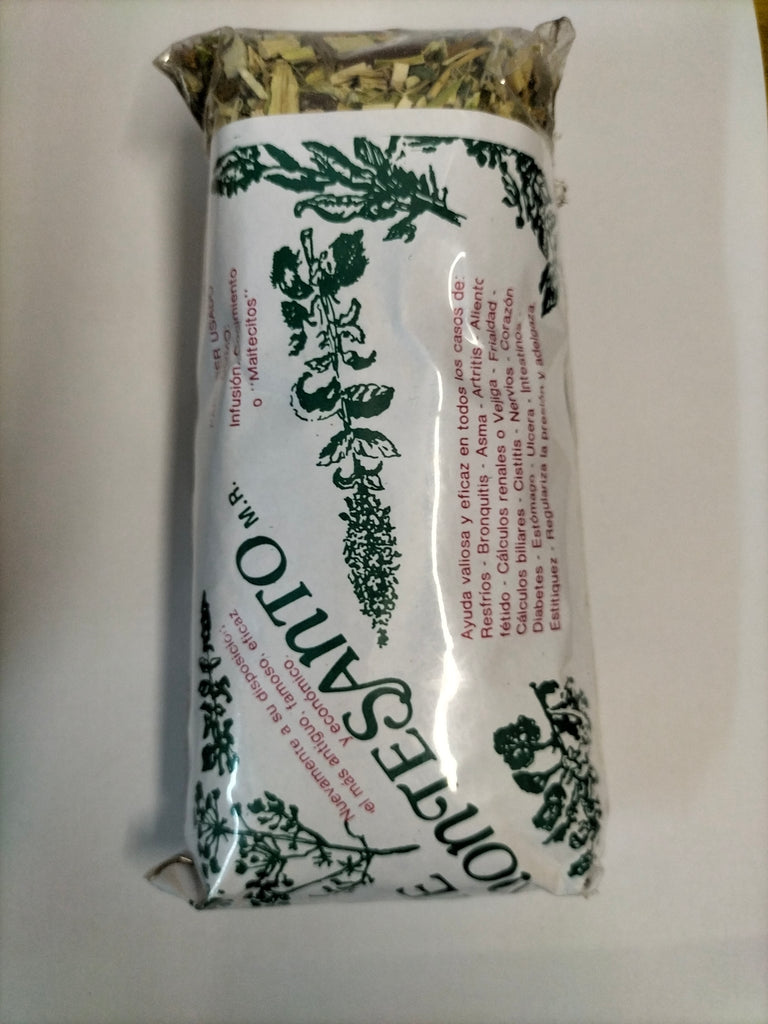 Infusión, Cocimiento
o "Maitecitos"
SANTO M.R.
Nuevamente a su disposición,
el más antiguo, famoso, eficaz
y económico.
Ayuda valiosa y eficaz en todos los casos de:
Resfríos - Bronquitis - Asma - Artritis - Aliento
fétido - Cálculos renales o Vejiga - Frialdad -
Cálculos biliares - Cistitis - Nervios - Corazón
Diabetes - Estómago - Ulcera - Intestinos -
Estitiquez - Regulariza la presión y adelgaza.